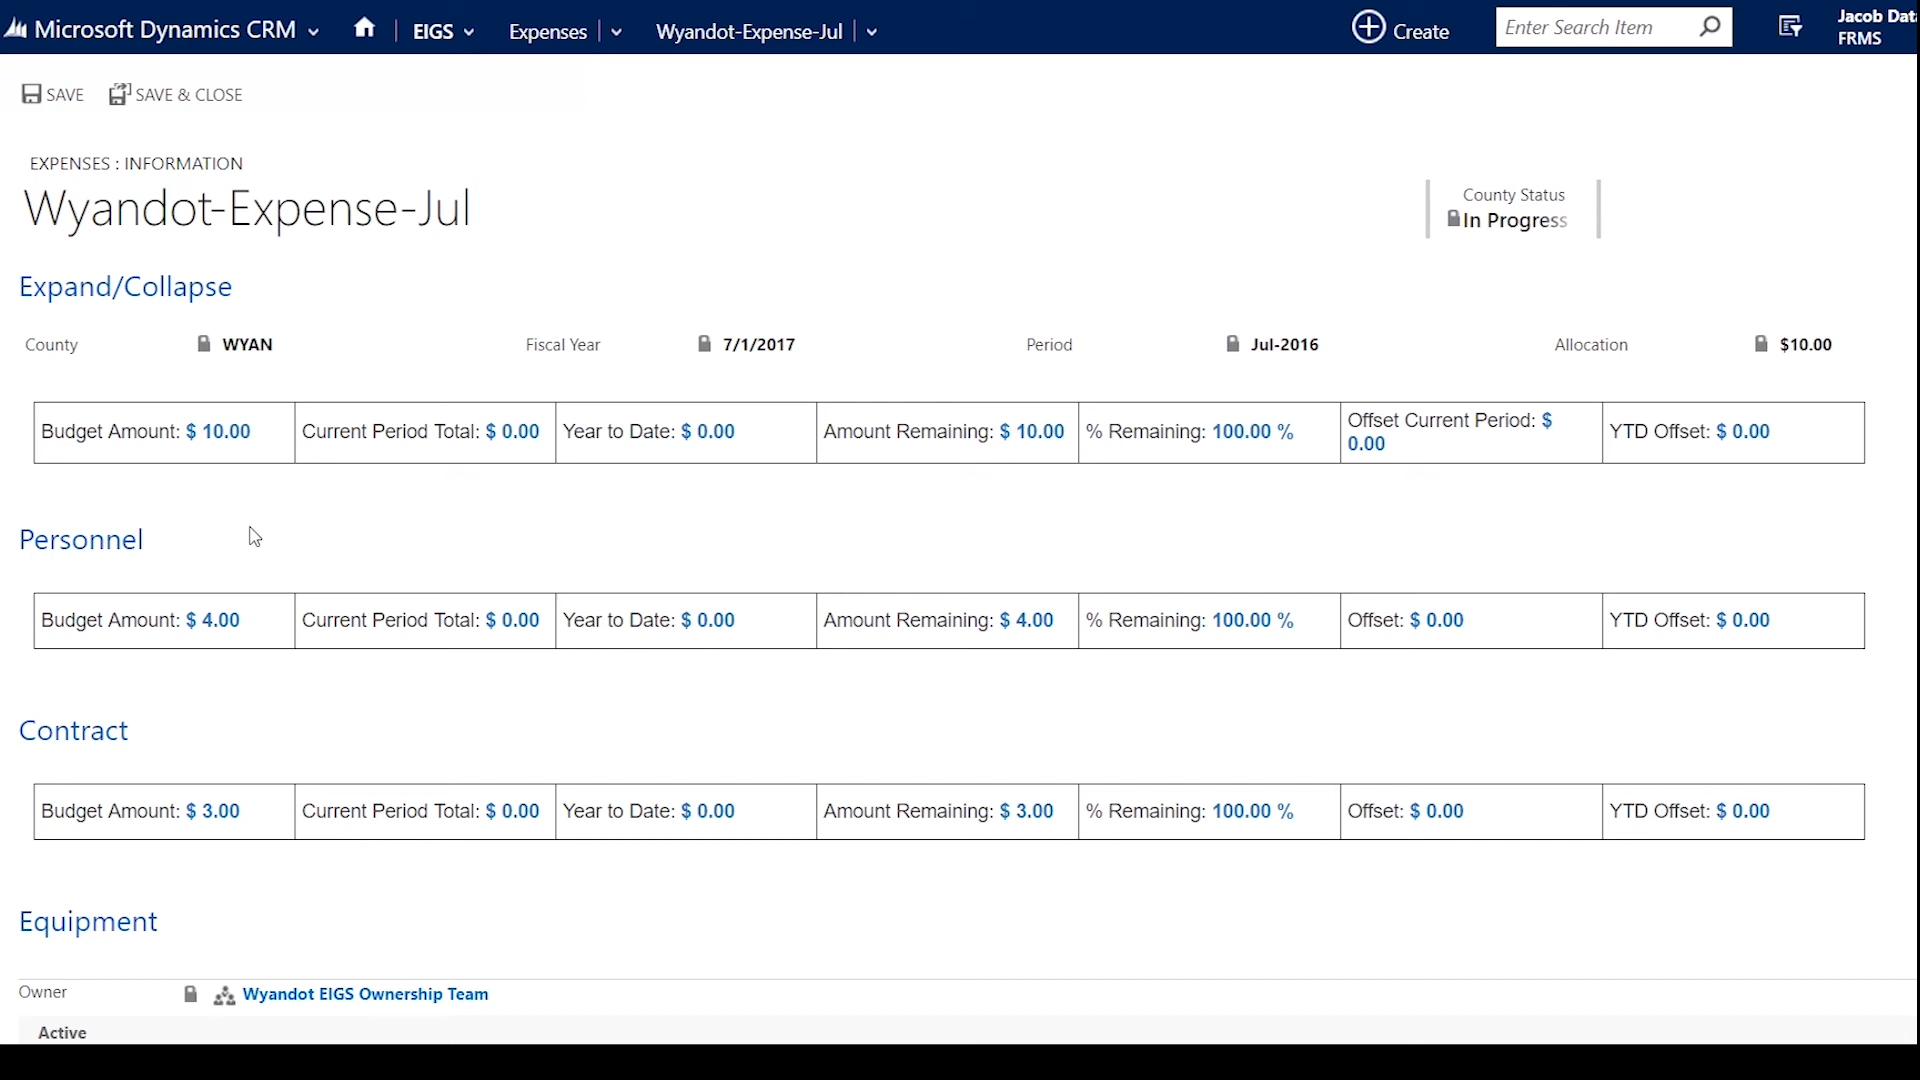 Microsoft Dynamics CRM
EIGS
Expenses
Wyandot-Expense-Jul
Create
Enter Search Item
Jacob Dat
FRMS
SAVE
SAVE & CLOSE
EXPENSES : INFORMATION
Wyandot-Expense-Jul
County Status
In Progress
Expand/Collapse
County WYAN Fiscal Year 7/1/2017 Period Jul-2016 Allocation $10.00
Budget Amount: $ 10.00 Current Period Total: $ 0.00 Year to Date: $ 0.00 Amount Remaining: $ 10.00 % Remaining: 100.00 % Offset Current Period: $
0.00
YTD Offset: $ 0.00
Personnel
Budget Amount: $ 4.00 Current Period Total: $ 0.00 Year to Date: $ 0.00 Amount Remaining: $ 4.00 % Remaining: 100.00 % Offset: $ 0.00 YTD Offset: $ 0.00
Contract
Budget Amount: $ 3.00 Current Period Total: $ 0.00 Year to Date: $ 0.00 Amount Remaining: $ 3.00 % Remaining: 100.00 % Offset: $ 0.00 YTD Offset: $ 0.00
Equipment
Owner Wyandot EIGS Ownership Team
Active